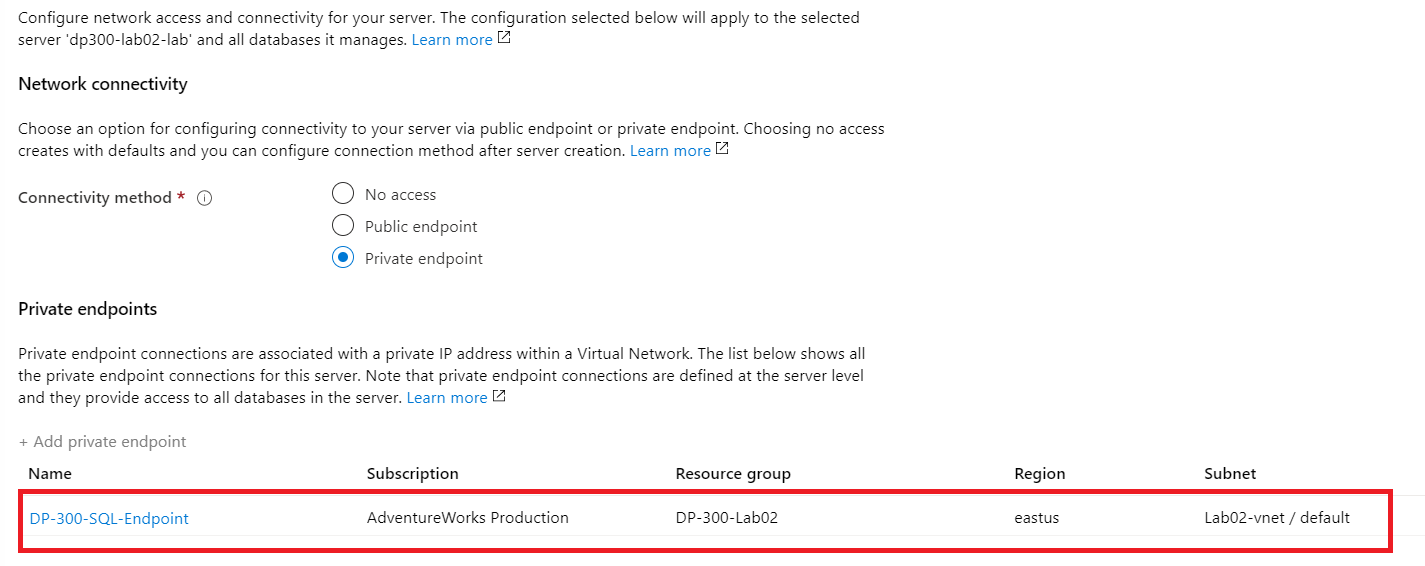 Configure network access and connectivity for your server. The configuration selected below will apply to the selected
server 'dp300-lab02-lab' and all databases it manages. Learn more
Network connectivity
Choose an option for configuring connectivity to your server via public endpoint or private endpoint. Choosing no access
creates with defaults and you can configure connection method after server creation. Learn more
Connectivity method *
No access
Public endpoint
Private endpoint
Private endpoints
Private endpoint connections are associated with a private IP address within a Virtual Network. The list below shows all
the private endpoint connections for this server. Note that private endpoint connections are defined at the server level
and they provide access to all databases in the server. Learn more
+ Add private endpoint
Name Subscription Resource group Region Subnet
DP-300-SQL-Endpoint AdventureWorks Production DP-300-Lab02 eastus Lab02-vnet / default